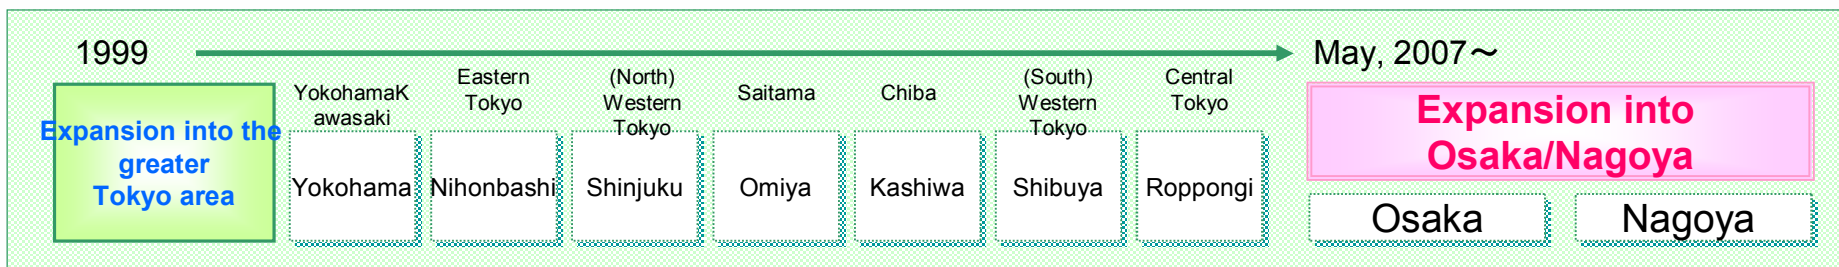 1999
May, 2007～
Expansion into the
greater
Tokyo area
YokohamaK
awasaki
Yokohama
Eastern
Tokyo
Nihonbashi
(North)
Western
Tokyo
Shinjuku
Saitama
Omiya
Chiba
Kashiwa
(South)
Western
Tokyo
Shibuya
Central
Tokyo
Roppongi
Expansion into
Osaka/Nagoya
Osaka
Nagoya